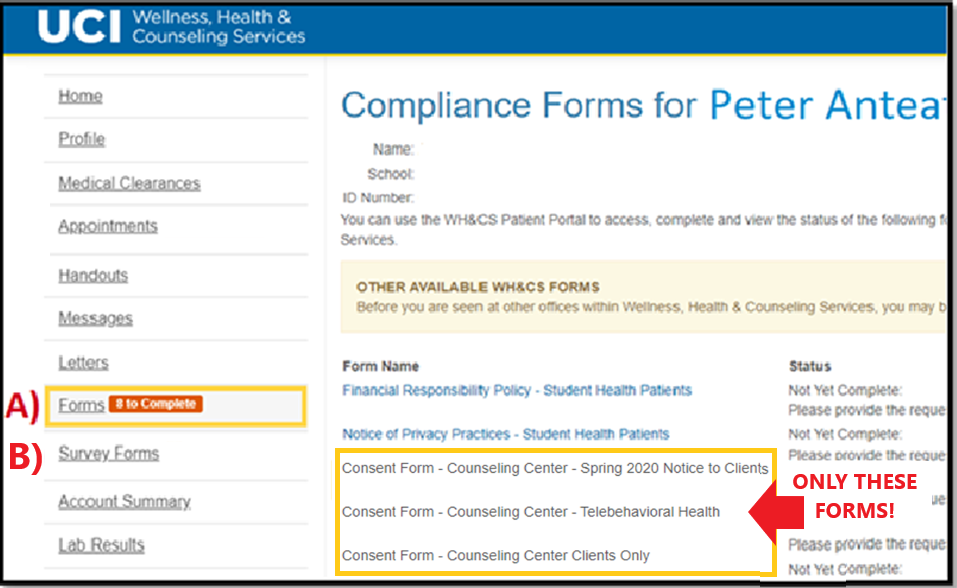 UCI Wellness, Health &
Counseling Services
Home
Profile
Medical Clearances
Appointments
Handouts
Messages
Letters
A) Forms 8 to Complete
B) Survey Forms
Account Summary
Lab Results
Compliance Forms for Peter Antea
Name:
School:
ID Number:
You can use the WH&CS Patient Portal to access, complete and view the status of the following f
Services.
OTHER AVAILABLE WH&CS FORMS
Before you are seen at other offices within Wellness, Health & Counseling Services, you may b
Form Name Status
Financial Responsibility Policy - Student Health Patients Not Yet Complete:
Please provide the reque
Notice of Privacy Practices - Student Health Patients Not Yet Complete:
Please provide the reque
Consent Form - Counseling Center - Spring 2020 Notice to Clients
ONLY THESE
FORMS!
ue
Consent Form - Counseling Center - Telebehavioral Health
Please provide the reque
Consent Form - Counseling Center Clients Only
Not Yet Complete: